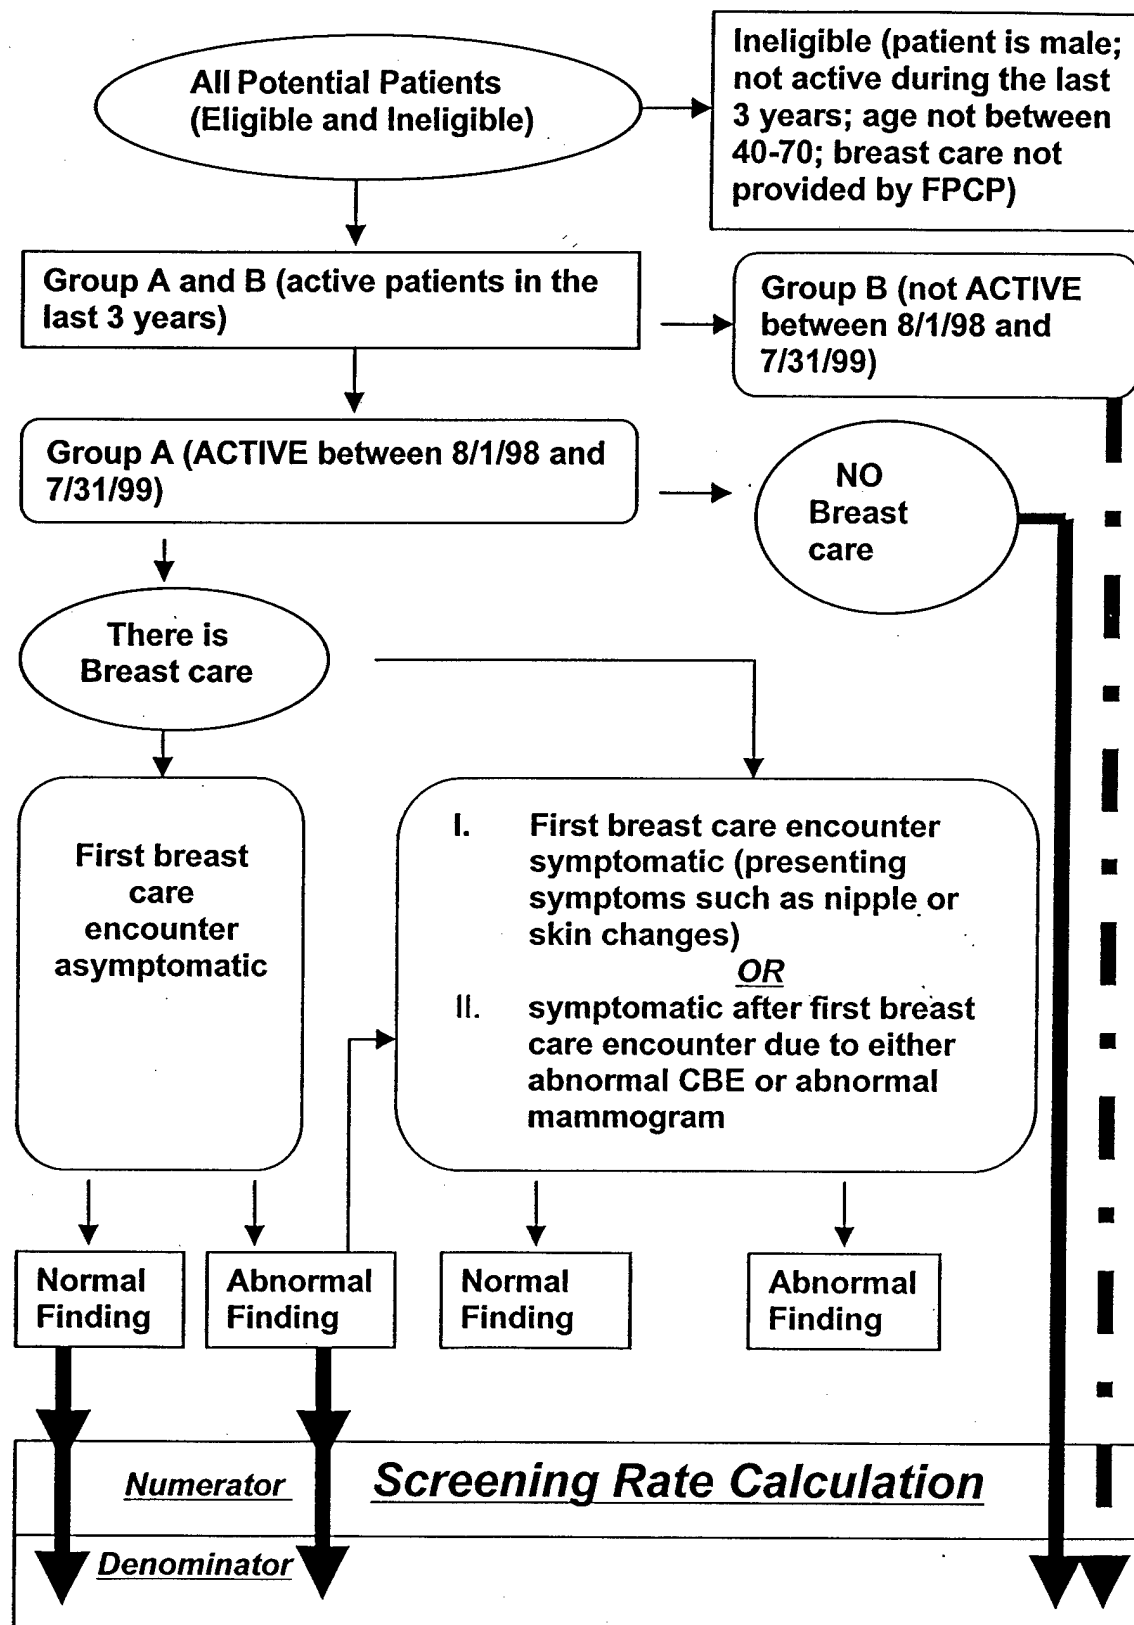 All Potential Patients
(Eligible and Ineligible)
Ineligible (patient is male;
not active during the last
3 years; age not between
40-70; breast care not
provided by FPCP)
Group A and B (active patients in the
last 3 years)
Group B (not ACTIVE
between 8/1/98 and
7/31/99)
Group A (ACTIVE between 8/1/98 and
7/31/99)
NO
Breast
care
There is
Breast care
First breast
care
encounter
asymptomatic
I. First breast care encounter
symptomatic (presenting
symptoms such as nipple or
skin changes)
OR
II. symptomatic after first breast
care encounter due to either
abnormal CBE or abnormal
mammogram
Normal
Finding
Abnormal
Finding
Normal
Finding
Abnormal
Finding
Numerator Screening Rate Calculation
Denominator